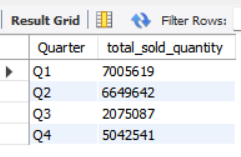 Result Grid Filter Rows:
Quarter total_sold_quantity
Q1 7005619
Q2 6649642
Q3 2075087
Q4 5042541